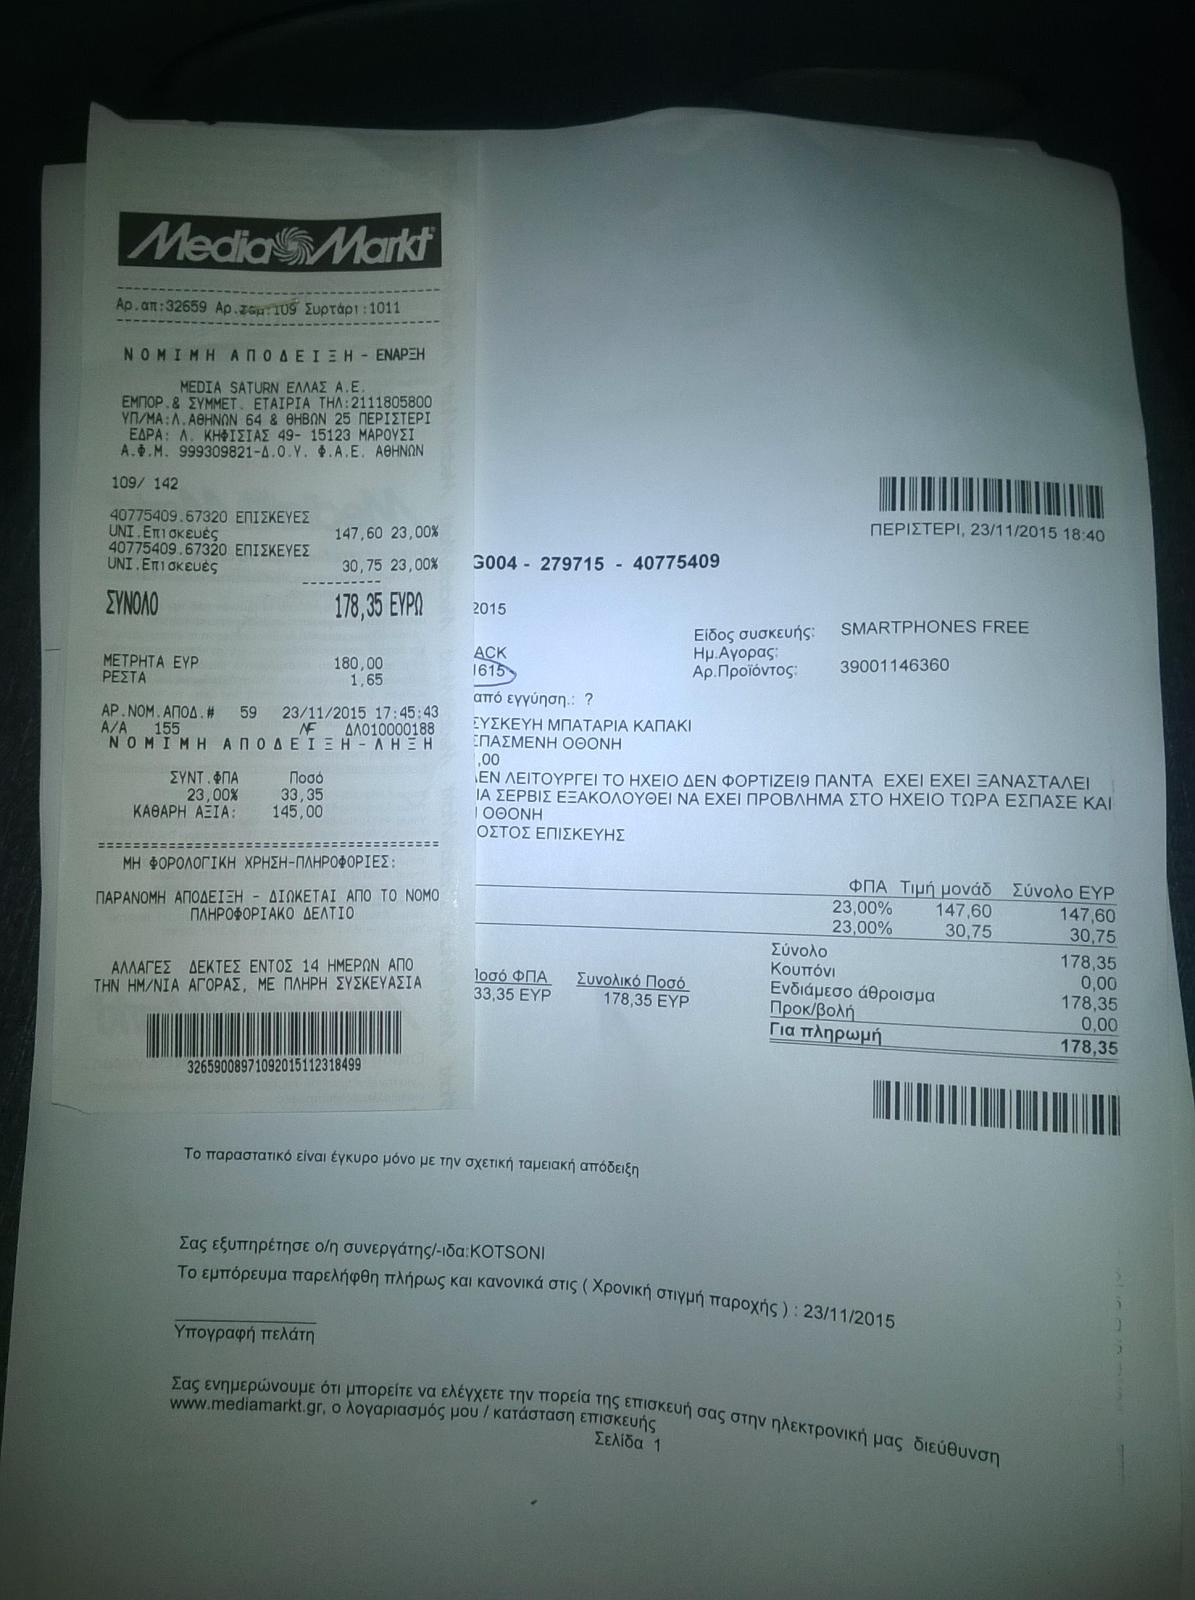 Media Markt
Αρ.απ:32659 Αρ.ταμ:109 Συρτάρι:1011
ΝΟΜΙΜΗ ΑΠΟΔΕΙΞΗ - ΕΝΑΡΞΗ
MEDIA SATURN ΕΛΛΑΣ Α.Ε.
ΕΜΠΟΡ.& ΣΥΜΜΕΤ. ΕΤΑΙΡΙΑ ΤΗΛ:2111805800
ΥΠ/ΜΑ:Λ.ΑΘΗΝΩΝ 64 & ΘΗΒΩΝ 25 ΠΕΡΙΣΤΕΡΙ
ΕΔΡΑ: Λ. ΚΗΦΙΣΙΑΣ 49- 15123 ΜΑΡΟΥΣΙ
Α.Φ.Μ. 999309821-Δ.Ο.Υ. Φ.Α.Ε. ΑΘΗΝΩΝ
109/ 142
40775409.67320 ΕΠΙΣΚΕΥΕΣ
UNI.Επισκευές 147,60 23,00%
40775409.67320 ΕΠΙΣΚΕΥΕΣ
UNI.Επισκευές 30,75 23,00%
ΣΥΝΟΛΟ 178,35 ΕΥΡΩ
ΜΕΤΡΗΤΑ EYP 180,00
ΡΕΣΤΑ 1,65
ΑΡ.ΝΟΜ.ΑΠΟΔ.# 59 23/11/2015 17:45:43
Α/Α 155 ΔΛ010000188
ΝΟΜΙΜΗ ΑΠΟΔΕΙΞΗ-ΛΗΞΗ
ΣΥΝΤ.ΦΠΑ Ποσό
23,00% 33,35
ΚΑΘΑΡΗ ΑΞΙΑ: 145,00
ΜΗ ΦΟΡΟΛΟΓΙΚΗ ΧΡΗΣΗ-ΠΛΗΡΟΦΟΡΙΕΣ:
ΠΑΡΑΝΟΜΗ ΑΠΟΔΕΙΞΗ - ΔΙΩΚΕΤΑΙ ΑΠΟ ΤΟ ΝΟΜΟ
ΠΛΗΡΟΦΟΡΙΑΚΟ ΔΕΛΤΙΟ
ΑΛΛΑΓΕΣ ΔΕΚΤΕΣ ΕΝΤΟΣ 14 ΗΜΕΡΩΝ ΑΠΟ
ΤΗΝ ΗΜ/ΝΙΑ ΑΓΟΡΑΣ, ΜΕ ΠΛΗΡΗ ΣΥΣΚΕΥΑΣΙΑ
32659008971092015112318499
ΠΕΡΙΣΤΕΡΙ, 23/11/2015 18:40
G004 - 279715 - 40775409
2015
Είδος συσκευής: SMARTPHONES FREE
ACK Ημ.Αγορας:
1615 Αρ.Προϊόντος: 39001146360
από εγγύηση.: ?
ΣΥΣΚΕΥΗ ΜΠΑΤΑΡΙΑ ΚΑΠΑΚΙ
ΣΠΑΣΜΕΝΗ ΟΘΟΝΗ
,00
ΔΕΝ ΛΕΙΤΟΥΡΓΕΙ ΤΟ ΗΧΕΙΟ ΔΕΝ ΦΟΡΤΙΖΕΙ9 ΠΑΝΤΑ ΕΧΕΙ ΕΧΕΙ ΞΑΝΑΣΤΑΛΕΙ
ΙΑ ΣΕΡΒΙΣ ΕΞΑΚΟΛΟΥΘΕΙ ΝΑ ΕΧΕΙ ΠΡΟΒΛΗΜΑ ΣΤΟ ΗΧΕΙΟ ΤΩΡΑ ΕΣΠΑΣΕ ΚΑΙ
Ι ΟΘΟΝΗ
ΟΣΤΟΣ ΕΠΙΣΚΕΥΗΣ
ΦΠΑ Τιμή μονάδ Σύνολο ΕΥΡ
23,00% 147,60 147,60
23,00% 30,75 30,75
Σύνολο 178,35
Κουπόνι 0,00
Ενδιάμεσο άθροισμα 178,35
Προκ/βολή 0,00
Για πληρωμή 178,35
Ποσό ΦΠΑ Συνολικό Ποσό
33,35 ΕΥΡ 178,35 ΕΥΡ
Το παραστατικό είναι έγκυρο μόνο με την σχετική ταμειακή απόδειξη
Σας εξυπηρέτησε ο/η συνεργάτης/-ιδα:KOTSONI
Το εμπόρευμα παρελήφθη πλήρως και κανονικά στις ( Χρονική στιγμή παροχής ) : 23/11/2015
Υπογραφή πελάτη
Σας ενημερώνουμε ότι μπορείτε να ελέγχετε την πορεία της επισκευή σας στην ηλεκτρονική μας διεύθυνση
www.mediamarkt.gr, ο λογαριασμός μου / κατάσταση επισκευής
Σελίδα 1